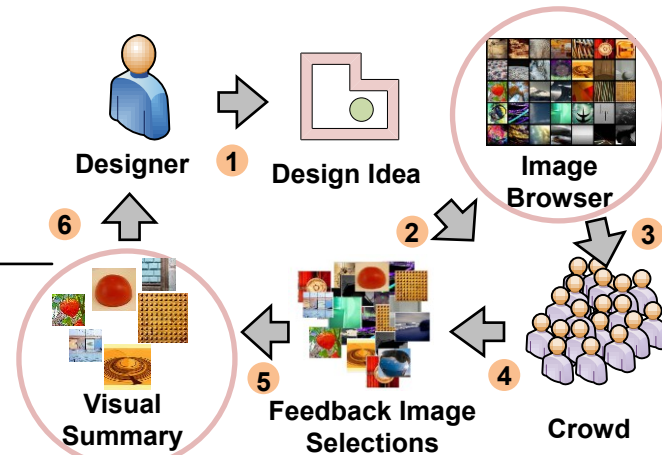 Designer
1
Design Idea
Image
Browser
2
3
Crowd
4
Feedback Image
Selections
5
Visual
Summary
6